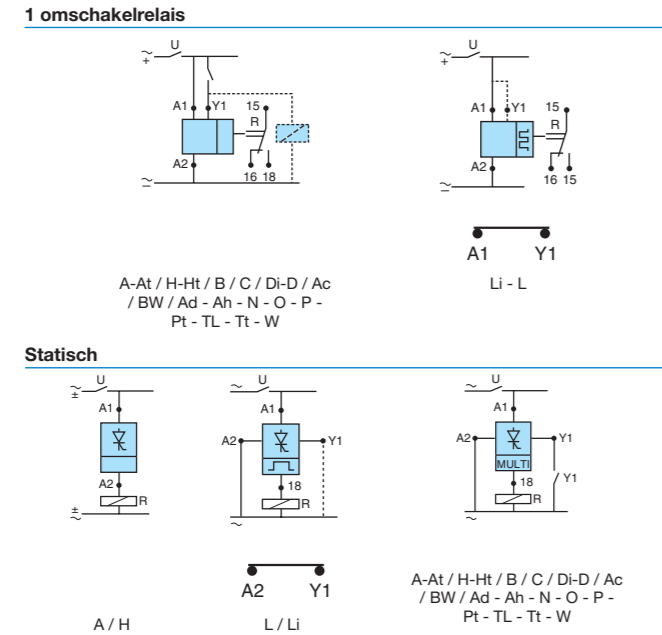 1 omschakelrelais
U
~
+
A1 Y1 15
R
A2
16 18
~
–
A-At / H-Ht / B / C / Di-D / Ac
/ BW / Ad - Ah - N - O - P -
Pt - TL - Tt - W
U
~
+
A1 Y1 15
R
A2
16 15
~
–
A1 Y1
Li - L
Statisch
U
~
±
A1
A2
R
±
~
A / H
U
~
A1
A2 Y1
18
R
~
A2 Y1
L / Li
U
~
A1
A2 Y1
MULTI
Y1
18
R
~
A-At / H-Ht / B / C / Di-D / Ac
/ BW / Ad - Ah - N - O - P -
Pt - TL - Tt - W